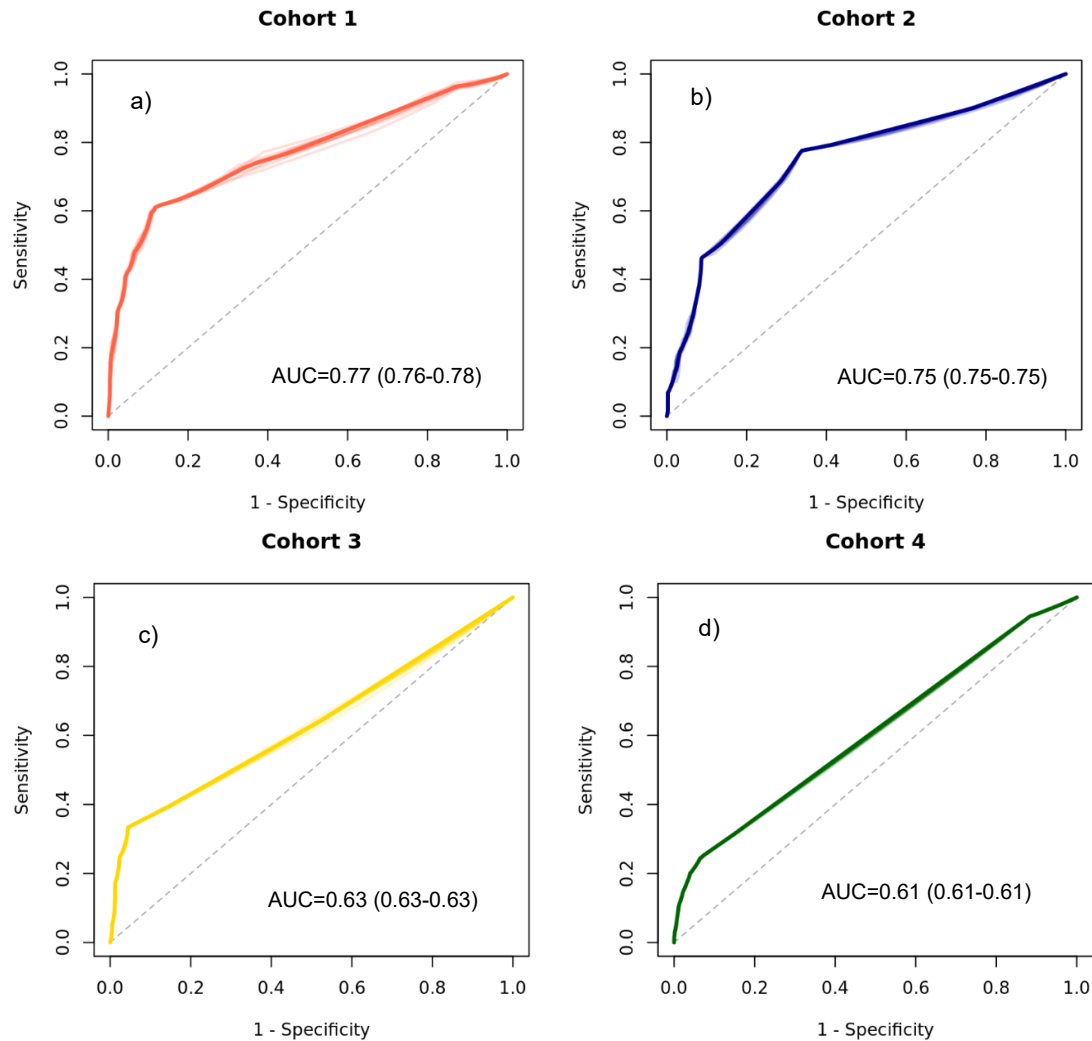 Cohort 1
a)
Sensitivity
0.0 0.2 0.4 0.6 0.8 1.0
AUC=0.77 (0.76-0.78)
0.0 0.2 0.4 0.6 0.8 1.0
1 - Specificity
Cohort 2
b)
Sensitivity
0.0 0.2 0.4 0.6 0.8 1.0
AUC=0.75 (0.75-0.75)
0.0 0.2 0.4 0.6 0.8 1.0
1 - Specificity
Cohort 3
c)
Sensitivity
0.0 0.2 0.4 0.6 0.8 1.0
AUC=0.63 (0.63-0.63)
0.0 0.2 0.4 0.6 0.8 1.0
1 - Specificity
Cohort 4
d)
Sensitivity
0.0 0.2 0.4 0.6 0.8 1.0
AUC=0.61 (0.61-0.61)
0.0 0.2 0.4 0.6 0.8 1.0
1 - Specificity